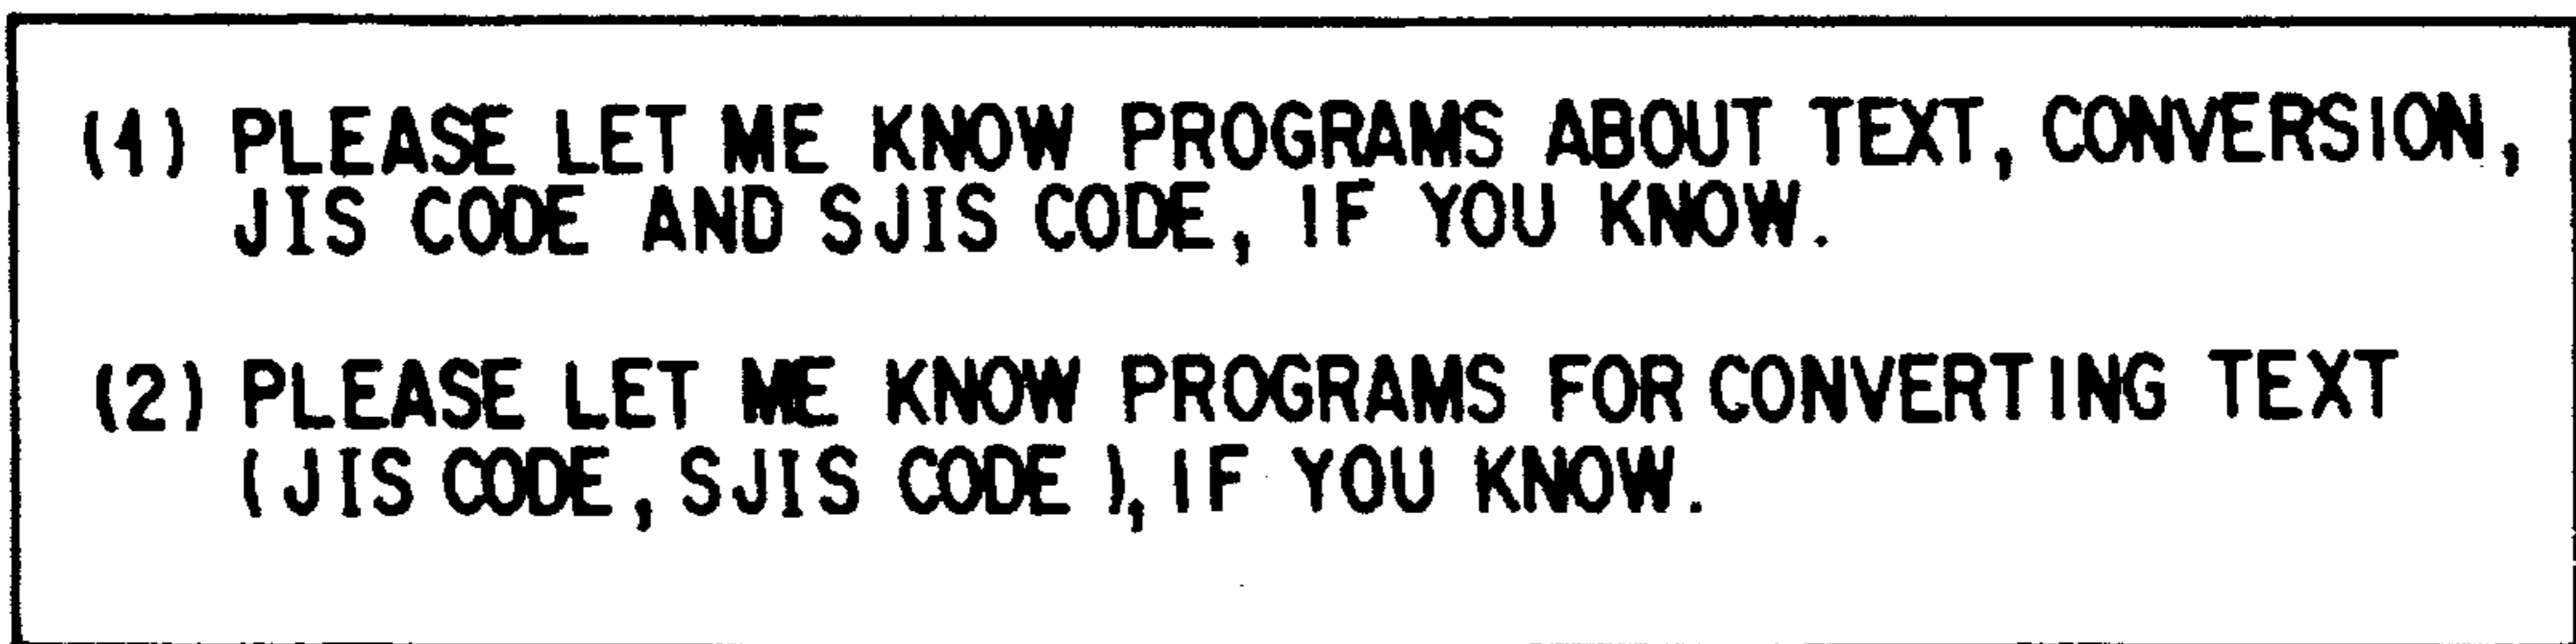 (1) PLEASE LET ME KNOW PROGRAMS ABOUT TEXT, CONVERSION,
JIS CODE AND SJIS CODE, IF YOU KNOW.
(2) PLEASE LET ME KNOW PROGRAMS FOR CONVERTING TEXT
(JIS CODE, SJIS CODE), IF YOU KNOW.